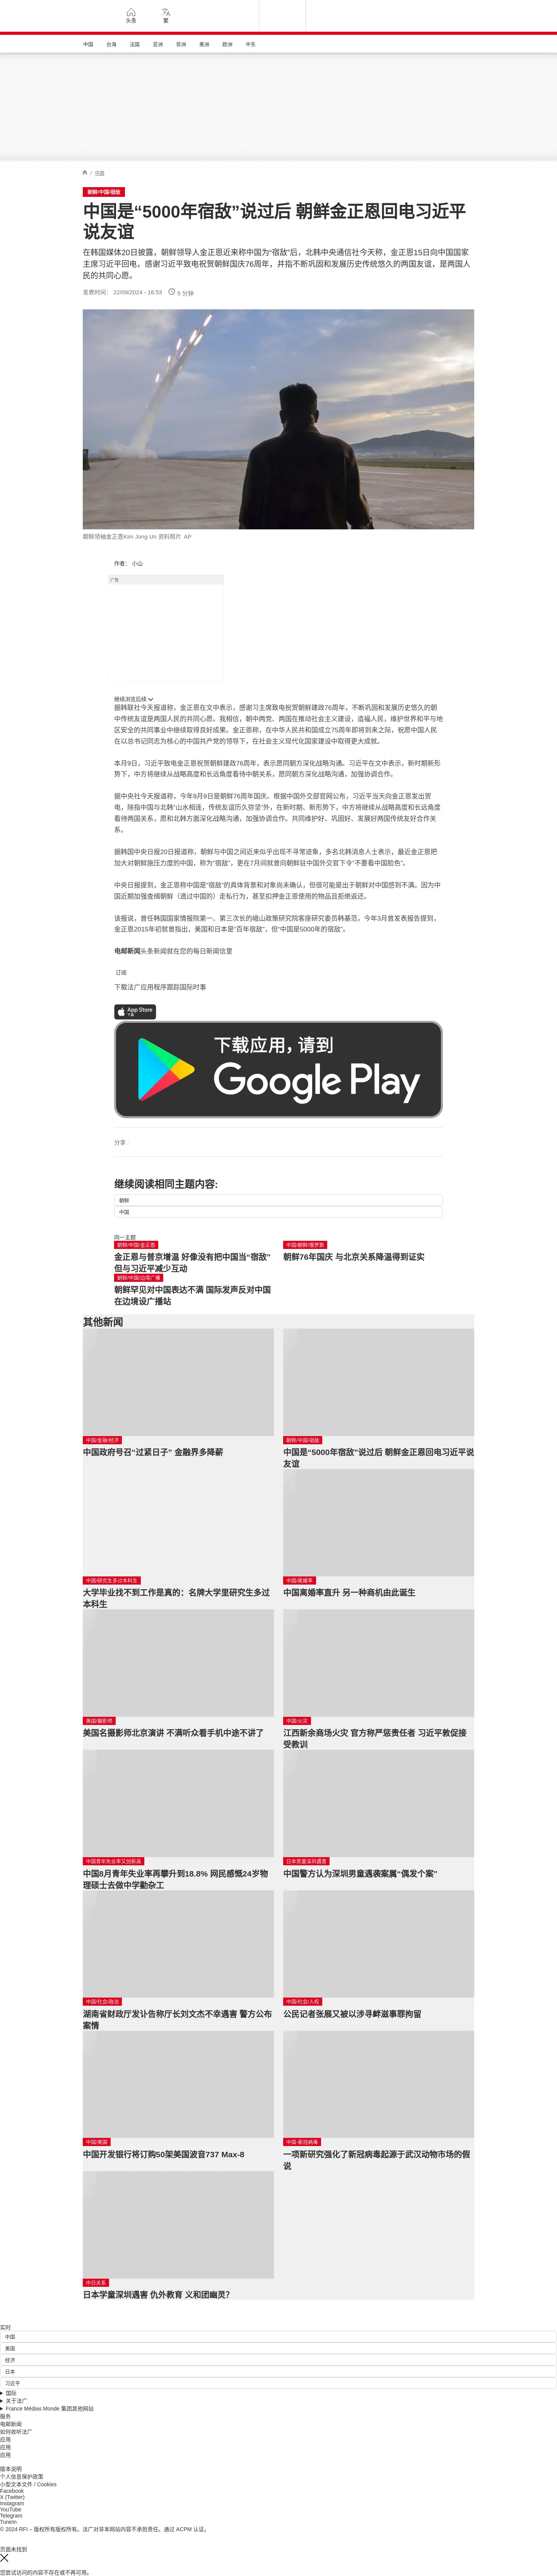 头条
繁
中国
台海
法国
亚洲
非洲
美洲
欧洲
中东
/ 中国
朝鲜/中国/宿敌
中国是“5000年宿敌”说过后 朝鲜金正恩回电习近平
说友谊
在韩国媒体20日披露，朝鲜领导人金正恩近来称中国为“宿敌”后，北韩中央通信社今天称，金正恩15日向中国国家
主席习近平回电，感谢习近平致电祝贺朝鲜国庆76周年，并指不断巩固和发展历史传统悠久的两国友谊，是两国人
民的共同心愿。
发表时间： 22/09/2024 - 16:53
5 分钟
朝鲜领袖金正恩Kim Jong Un 资料照片 AP
作者： 小山
广告
继续浏览后续
据韩联社今天报道称，金正恩在文中表示，感谢习主席致电祝贺朝鲜建政76周年，不断巩固和发展历史悠久的朝
中传统友谊是两国人民的共同心愿。我相信，朝中两党、两国在推动社会主义建设，造福人民，维护世界和平与地
区安全的共同事业中继续取得良好成果。金正恩称，在中华人民共和国成立75周年即将到来之际，祝愿中国人民
在以总书记同志为核心的中国共产党的领导下，在社会主义现代化国家建设中取得更大成就。
本月9日，习近平致电金正恩祝贺朝鲜建政76周年，表示愿同朝方深化战略沟通。习近平在文中表示，新时期新形
势下，中方将继续从战略高度和长远角度看待中朝关系，愿同朝方深化战略沟通，加强协调合作。
据中央社今天报道称，今年9月9日是朝鲜76周年国庆。根据中国外交部官网公布，习近平当天向金正恩发出贺
电，除指中国与北韩“山水相连，传统友谊历久弥坚”外，在新时期、新形势下，中方将继续从战略高度和长远角度
看待两国关系，愿和北韩方面深化战略沟通，加强协调合作。共同维护好、巩固好、发展好两国传统友好合作关
系。
据韩国中央日报20日报道称，朝鲜与中国之间近来似乎出现不寻常迹象，多名北韩消息人士表示，最近金正恩把
加大对朝鲜施压力度的中国，称为“宿敌”，更在7月间就曾向朝鲜驻中国外交官下令“不要看中国脸色”。
中央日报提到，金正恩称中国是“宿敌”的具体背景和对象尚未确认，但很可能是出于朝鲜对中国感到不满。因为中
国近期加强查缉朝鲜（透过中国的）走私行为，甚至扣押金正恩使用的物品且拒绝返还。
该报说，曾任韩国国家情报院第一、第三次长的峨山政策研究院客座研究委员韩基范，今年3月曾发表报告提到，
金正恩2015年初就曾指出，美国和日本是“百年宿敌”，但“中国是5000年的宿敌”。
电邮新闻头条新闻就在您的每日新闻信里
订阅
下载法广应用程序跟踪国际时事
App Store
下载
下载应用，请到
Google Play
分享 :
继续阅读相同主题内容:
朝鲜
中国
同一主题
朝鲜/中国/金正恩
金正恩与普京增温 好像没有把中国当“宿敌”
但与习近平减少互动
中国/朝鲜/俄罗斯
朝鲜76年国庆 与北京关系降温得到证实
朝鲜/中国/边境广播
朝鲜罕见对中国表达不满 国际发声反对中国
在边境设广播站
其他新闻
中国/金融/经济
中国政府号召“过紧日子” 金融界多降薪
朝鲜/中国/宿敌
中国是“5000年宿敌”说过后 朝鲜金正恩回电习近平说
友谊
中国/研究生多过本科生
大学毕业找不到工作是真的：名牌大学里研究生多过
本科生
中国/离婚率
中国离婚率直升 另一种商机由此诞生
美国/摄影师
美国名摄影师北京演讲 不满听众看手机中途不讲了
中国/火灾
江西新余商场火灾 官方称严惩责任者 习近平敦促接
受教训
中国青年失业率又创新高
中国8月青年失业率再攀升到18.8% 网民感慨24岁物
理硕士去做中学勤杂工
日本男童深圳遇害
中国警方认为深圳男童遇袭案属“偶发个案”
中国/社会/政治
湖南省财政厅发讣告称厅长刘文杰不幸遇害 警方公布
案情
中国/社会/人权
公民记者张展又被以涉寻衅滋事罪拘留
中国/美国
中国开发银行将订购50架美国波音737 Max-8
中国-新冠病毒
一项新研究强化了新冠病毒起源于武汉动物市场的假
说
中日关系
日本学童深圳遇害 仇外教育 义和团幽灵？
实时
中国
美国
经济
日本
习近平
国际
关于法广
France Médias Monde 集团其他网站
服务
电邮新闻
如何收听法广
应用
应用
应用
版本说明
个人信息保护政策
小型文本文件 / Cookies
Facebook
X (Twitter)
Instagram
YouTube
Telegram
TuneIn
© 2024 RFI – 版权所有版权所有。法广对非本网站内容不承担责任。通过 ACPM 认证。
页面未找到
您尝试访问的内容不存在或不再可用。